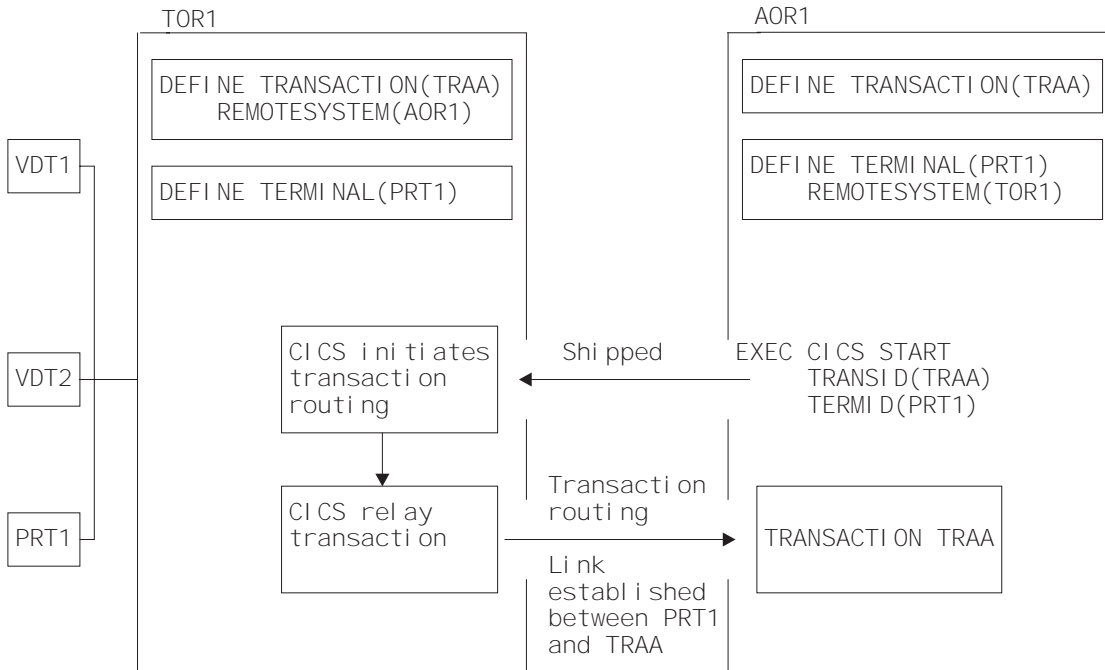 TOR1
AOR1
DEFINE TRANSACTION(TRAA)
REMOTESYSTEM(AOR1)
DEFINE TRANSACTION(TRAA)
VDT1
DEFINE TERMINAL(PRT1)
DEFINE TERMINAL(PRT1)
REMOTESYSTEM(TOR1)
VDT2
CICS initiates
transaction
routing
Shipped
EXEC CICS START
TRANSID(TRAA)
TERMID(PRT1)
PRT1
CICS relay
transaction
Transaction
routing
Link
established
between PRT1
and TRAA
TRANSACTION TRAA